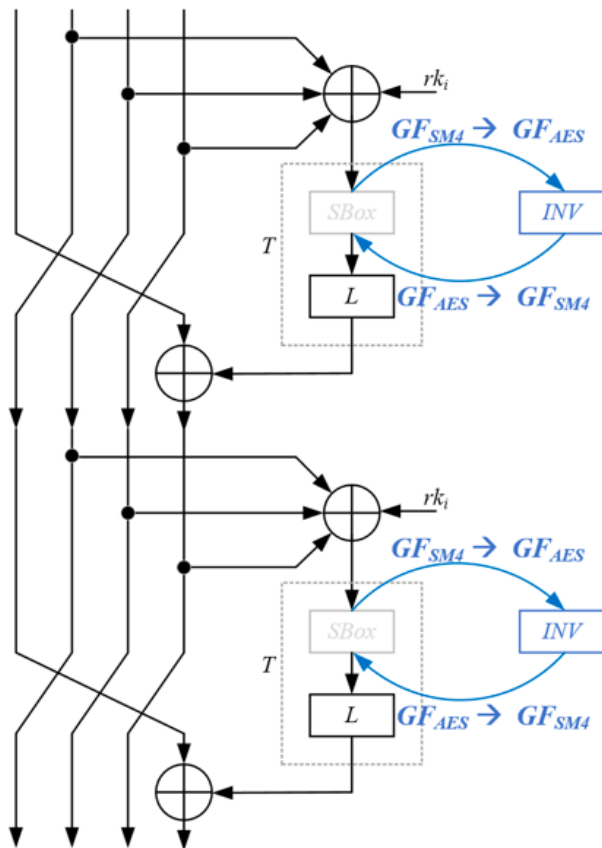 rk_i
GF_SM4 → GF_AES
SBox
INV
T
L
GF_AES → GF_SM4
rk_i
GF_SM4 → GF_AES
SBox
INV
T
L
GF_AES → GF_SM4